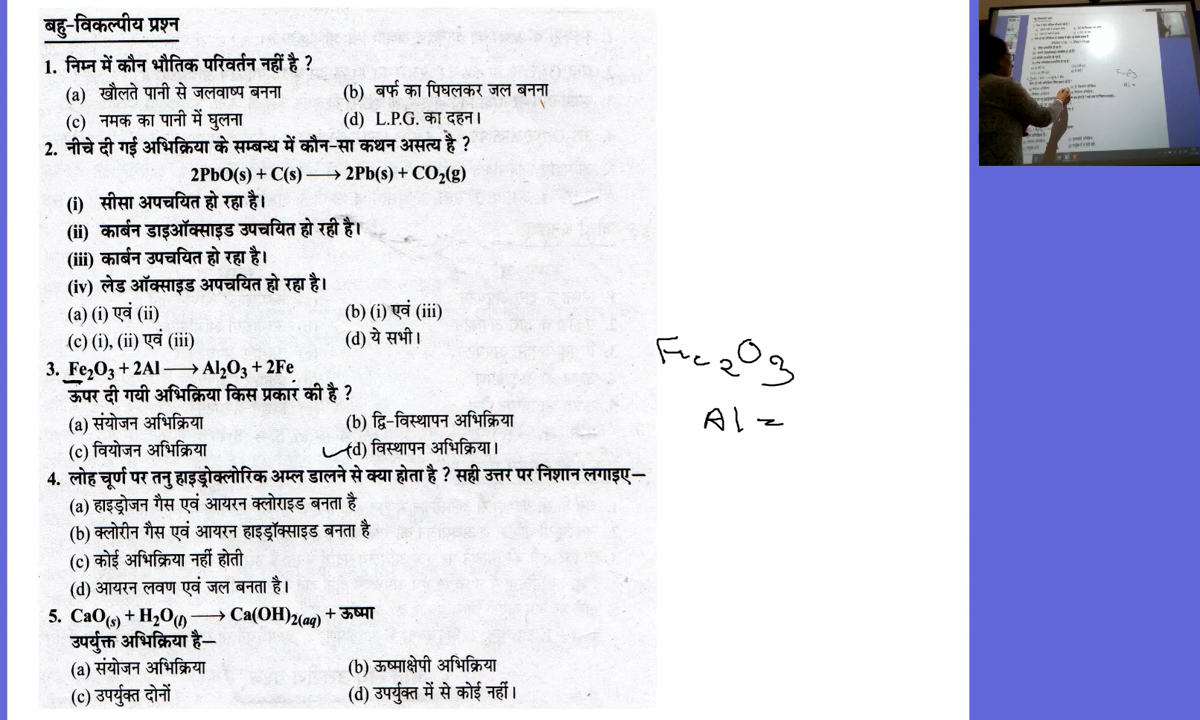 बहु-विकल्पीय प्रश्न
1. निम्न में कौन भौतिक परिवर्तन नहीं है ?
(a) खौलते पानी से जलवाष्प बनना (b) बर्फ का पिघलकर जल बनना
(c) नमक का पानी में घुलना (d) L.P.G. का दहन।
2. नीचे दी गई अभिक्रिया के सम्बन्ध में कौन-सा कथन असत्य है ?
2PbO(s) + C(s) ⟶ 2Pb(s) + CO₂(g)
(i) सीसा अपचयित हो रहा है।
(ii) कार्बन डाइऑक्साइड उपचयित हो रही है।
(iii) कार्बन उपचयित हो रहा है।
(iv) लेड ऑक्साइड अपचयित हो रहा है।
(a) (i) एवं (ii) (b) (i) एवं (iii)
(c) (i), (ii) एवं (iii) (d) ये सभी।
3. Fe₂O₃ + 2Al ⟶ Al₂O₃ + 2Fe
ऊपर दी गयी अभिक्रिया किस प्रकार की है ?
(a) संयोजन अभिक्रिया (b) द्वि-विस्थापन अभिक्रिया
(c) वियोजन अभिक्रिया (d) विस्थापन अभिक्रिया।
4. लोह चूर्ण पर तनु हाइड्रोक्लोरिक अम्ल डालने से क्या होता है ? सही उत्तर पर निशान लगाइए—
(a) हाइड्रोजन गैस एवं आयरन क्लोराइड बनता है
(b) क्लोरीन गैस एवं आयरन हाइड्रॉक्साइड बनता है
(c) कोई अभिक्रिया नहीं होती
(d) आयरन लवण एवं जल बनता है।
5. CaO(s) + H₂O(l) ⟶ Ca(OH)₂(aq) + ऊष्मा
उपर्युक्त अभिक्रिया है—
(a) संयोजन अभिक्रिया (b) ऊष्माक्षेपी अभिक्रिया
(c) उपर्युक्त दोनों (d) उपर्युक्त में से कोई नहीं।
Fe₂O₃
Al =